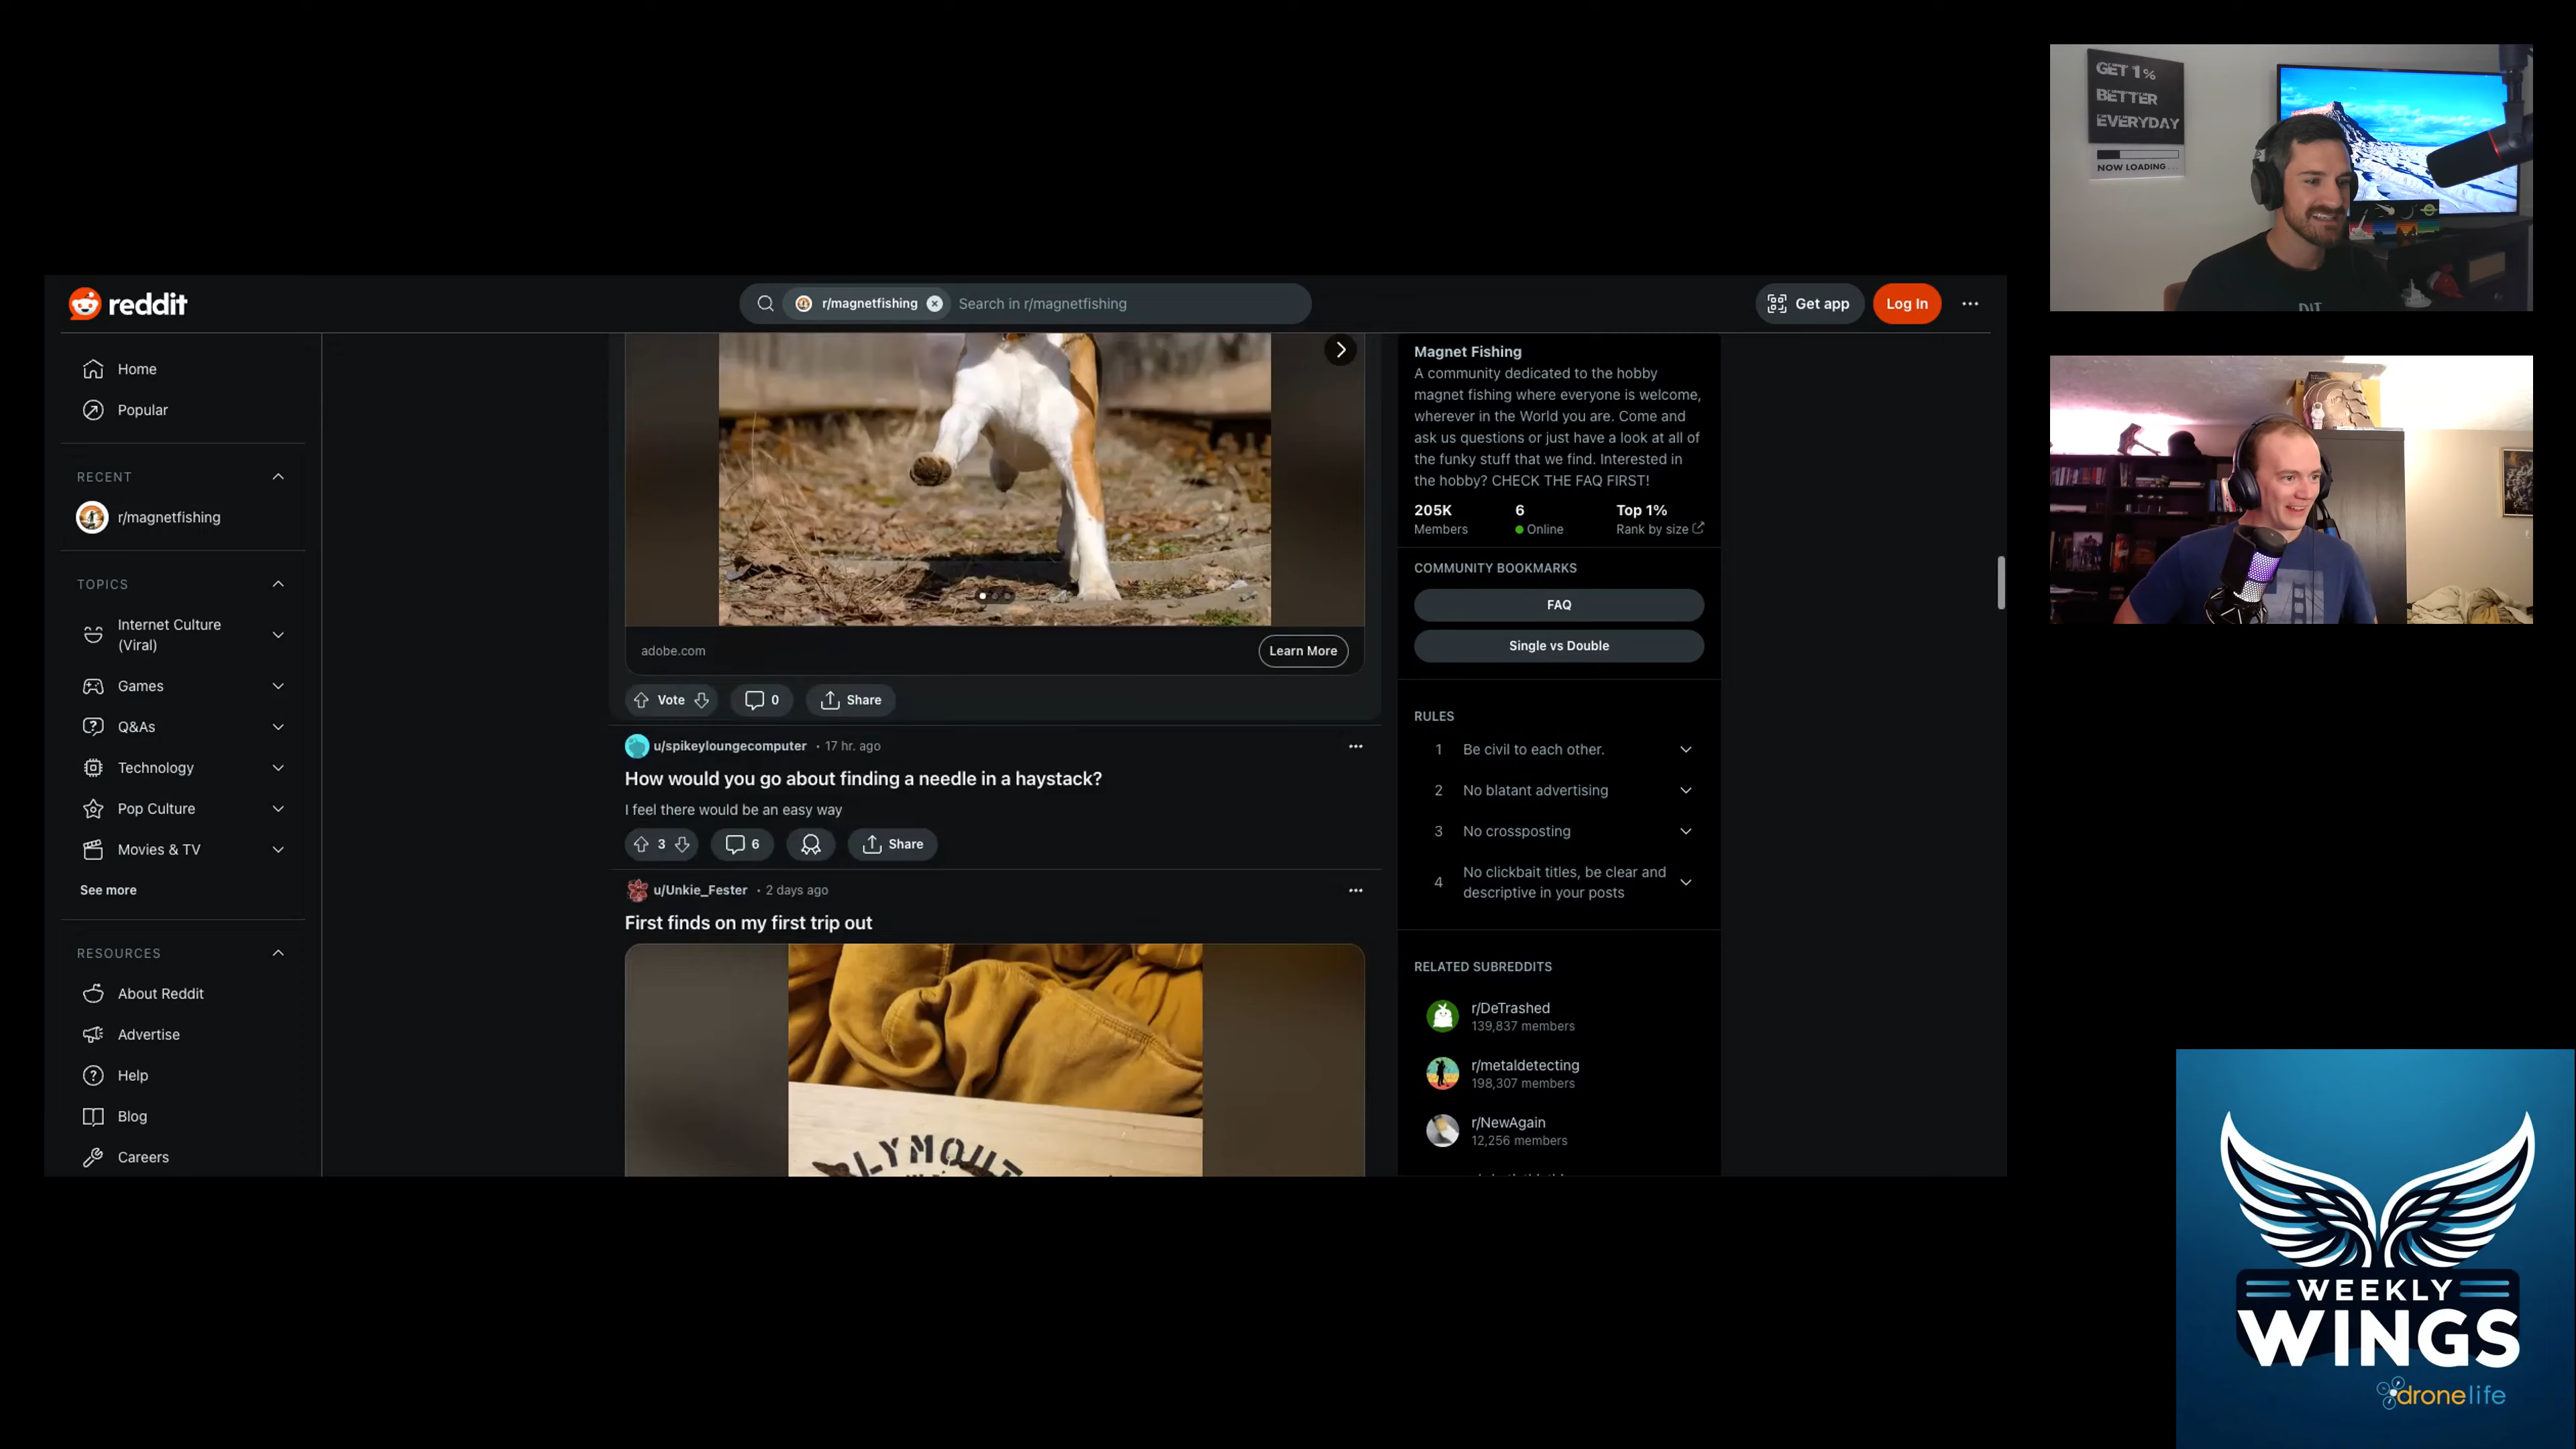 reddit
r/magnetfishing
Search in r/magnetfishing
Get app
Log In
Home
Popular
RECENT
r/magnetfishing
TOPICS
Internet Culture
(Viral)
Games
Q&As
Technology
Pop Culture
Movies & TV
See more
RESOURCES
About Reddit
Advertise
Help
Blog
Careers
adobe.com
Learn More
Vote
0
Share
u/spikeyloungecomputer • 17 hr. ago
How would you go about finding a needle in a haystack?
I feel there would be an easy way
3
6
Share
u/Unkie_Fester • 2 days ago
First finds on my first trip out
LYMOUT
Magnet Fishing
A community dedicated to the hobby
magnet fishing where everyone is welcome,
wherever in the World you are. Come and
ask us questions or just have a look at all of
the funky stuff that we find. Interested in
the hobby? CHECK THE FAQ FIRST!
205K
Members
6
Online
Top 1%
Rank by size
COMMUNITY BOOKMARKS
FAQ
Single vs Double
RULES
1 Be civil to each other.
2 No blatant advertising
3 No crossposting
4 No clickbait titles, be clear and
descriptive in your posts
RELATED SUBREDDITS
r/DeTrashed
139,837 members
r/metaldetecting
198,307 members
r/NewAgain
12,256 members
GET 1%
BETTER
EVERYDAY
NOW LOADING...
WEEKLY
WINGS
dronelife